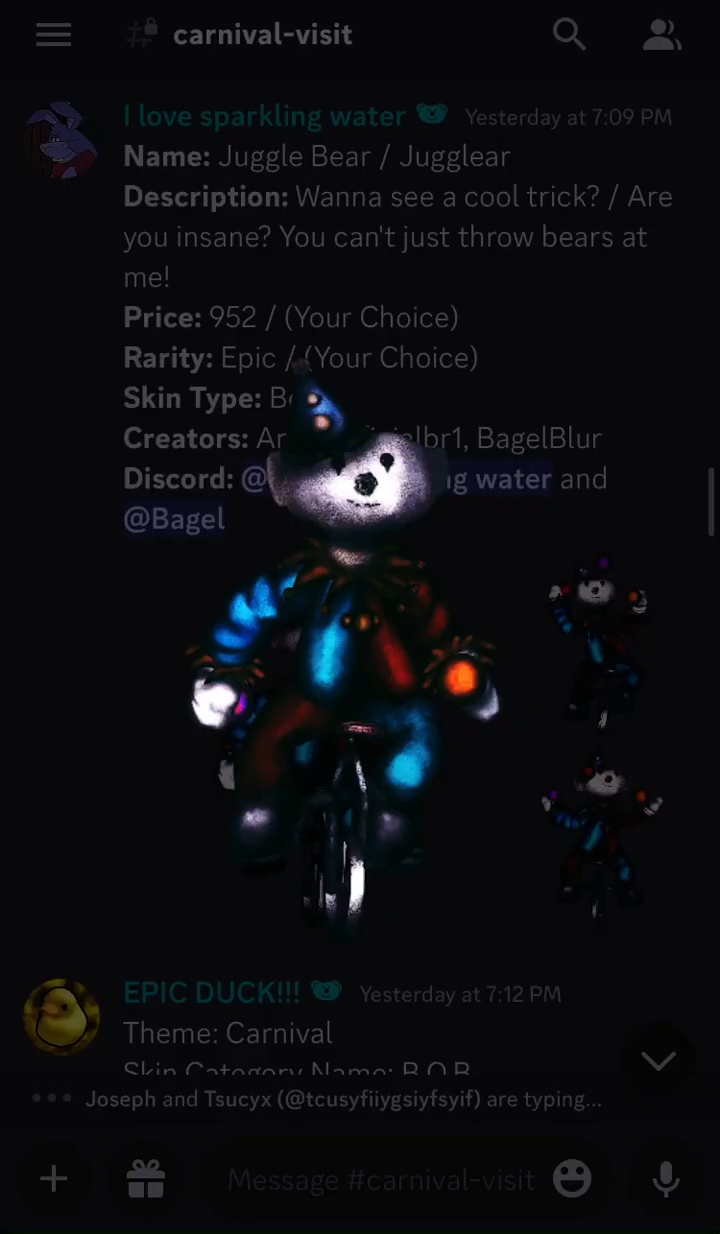 carnival-visit
I love sparkling water Yesterday at 7:09 PM
Name: Juggle Bear / Jugglear
Description: Wanna see a cool trick? / Are
you insane? You can't just throw bears at
me!
Price: 952 / (Your Choice)
Rarity: Epic / (Your Choice)
Skin Type:
Creators: BagelBlur
Discord: water and
@Bagel
EPIC DUCK!!! Yesterday at 7:12 PM
Theme: Carnival
Skin Category Name: B.O.B
Joseph and Tsucyx (@tcusyfiiygsiyfsyif) are typing...
Message #carnival-visit